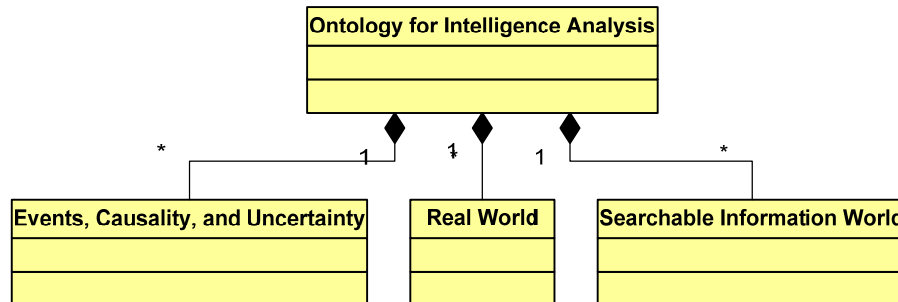 Ontology for Intelligence Analysis
* 1 1 * 1 *
Events, Causality, and Uncertainty
Real World
Searchable Information World